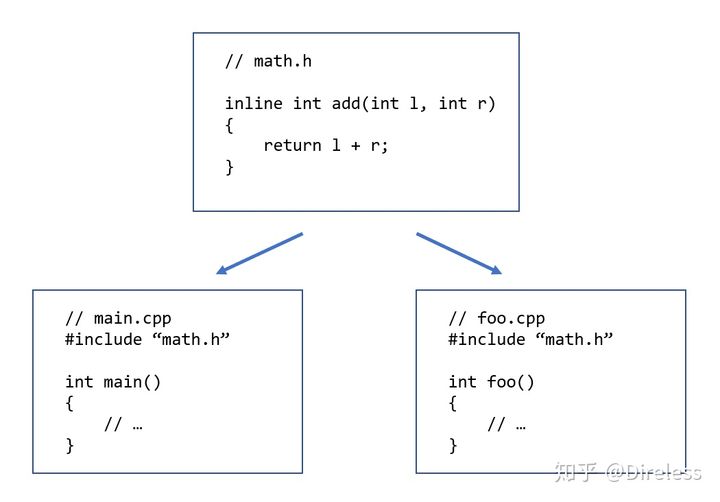 // math.h
inline int add(int l, int r)
{
    return l + r;
}
// main.cpp
#include “math.h”
int main()
{
    // …
}
// foo.cpp
#include “math.h”
int foo()
{
    // …
}
知乎 @Direless